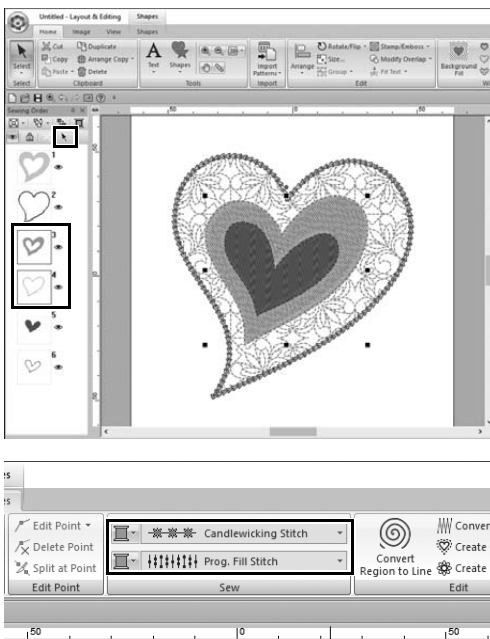 Untitled - Layout & Editing Shapes
Home Image View Shapes
Select
Cut
Copy
Paste
Duplicate
Arrange Copy
Delete
Text
Shapes
Import
Patterns
Arrange
Rotate/Flip
Size...
Group
Stamp/Emboss
Modify Overlap
Fit Text
Background
Fill
Select Clipboard Tools Import Edit
Sewing Order
50 0 50
1
2
3
4
5
6
Edit Point
Delete Point
Split at Point
Edit Point
Candlewicking Stitch
Prog. Fill Stitch
Sew
Convert
Region to Line
Conver
Create
Create
Edit
50 0 50